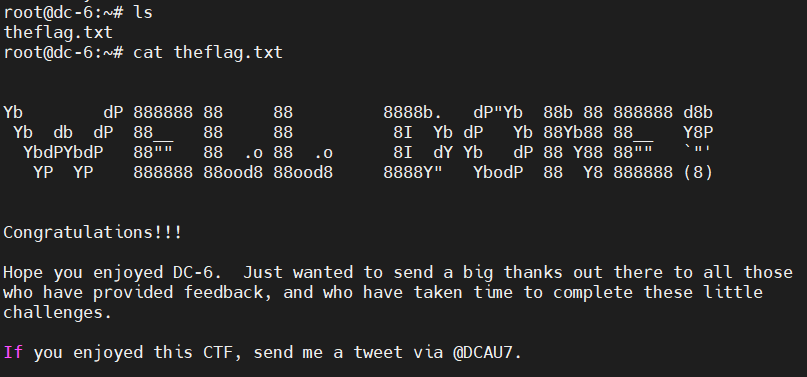 root@dc-6:~# ls
theflag.txt
root@dc-6:~# cat theflag.txt
Yb        dP 888888 88     88         8888b.   dP"Yb  88b 88 888888 d8b
 Yb  db  dP  88__   88     88          8I  Yb dP   Yb 88Yb88 88__   Y8P
  YbdPYbdP   88""   88  .o 88  .o      8I  dY Yb   dP 88 Y88 88""   `"'
   YP  YP    888888 88ood8 88ood8     8888Y"   YbodP  88  Y8 888888 (8)
Congratulations!!!
Hope you enjoyed DC-6.  Just wanted to send a big thanks out there to all those
who have provided feedback, and who have taken time to complete these little
challenges.
If you enjoyed this CTF, send me a tweet via @DCAU7.